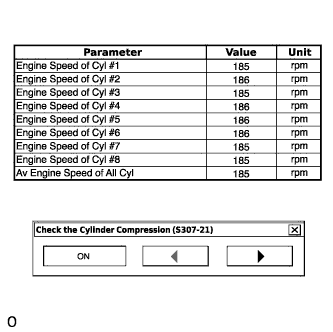 Parameter Value Unit
Engine Speed of Cyl #1 185 rpm
Engine Speed of Cyl #2 186 rpm
Engine Speed of Cyl #3 185 rpm
Engine Speed of Cyl #4 186 rpm
Engine Speed of Cyl #5 186 rpm
Engine Speed of Cyl #6 186 rpm
Engine Speed of Cyl #7 185 rpm
Engine Speed of Cyl #8 185 rpm
Av Engine Speed of All Cyl 185 rpm
Check the Cylinder Compression (S307-21)
ON
O